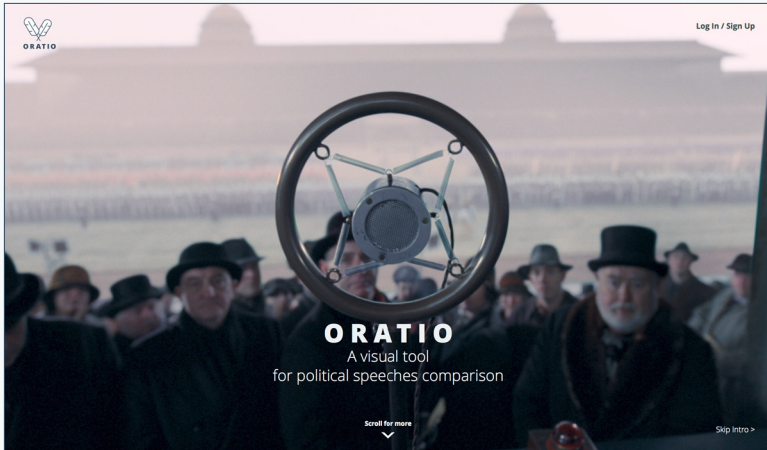 ORATIO
Log In / Sign Up
ORATIO
A visual tool
for political speeches comparison
Scroll for more
Skip Intro >